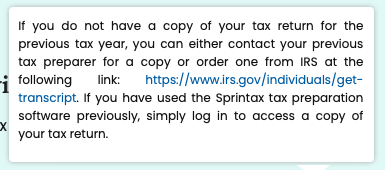 If you do not have a copy of your tax return for the
previous tax year, you can either contact your previous
tax preparer for a copy or order one from IRS at the
following link: https://www.irs.gov/individuals/get-
transcript. If you have used the Sprintax tax preparation
software previously, simply log in to access a copy of
your tax return.